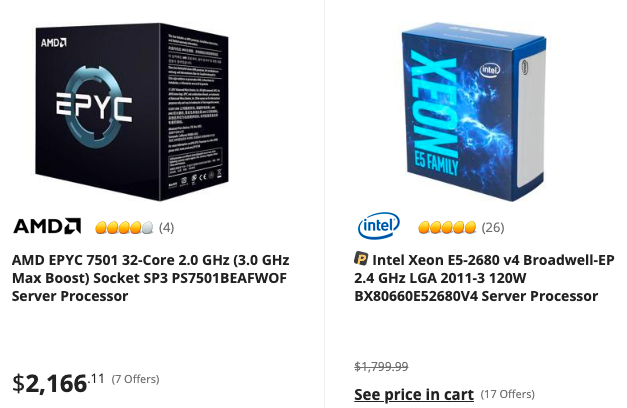 AMD
EPYC
intel
XEON
E5 FAMILY
AMD
(4)
AMD EPYC 7501 32-Core 2.0 GHz (3.0 GHz
Max Boost) Socket SP3 PS7501BEAFWOF
Server Processor
$2,166.11 (7 Offers)
intel
(26)
Intel Xeon E5-2680 v4 Broadwell-EP
2.4 GHz LGA 2011-3 120W
BX80660E52680V4 Server Processor
$1,799.99
See price in cart (17 Offers)